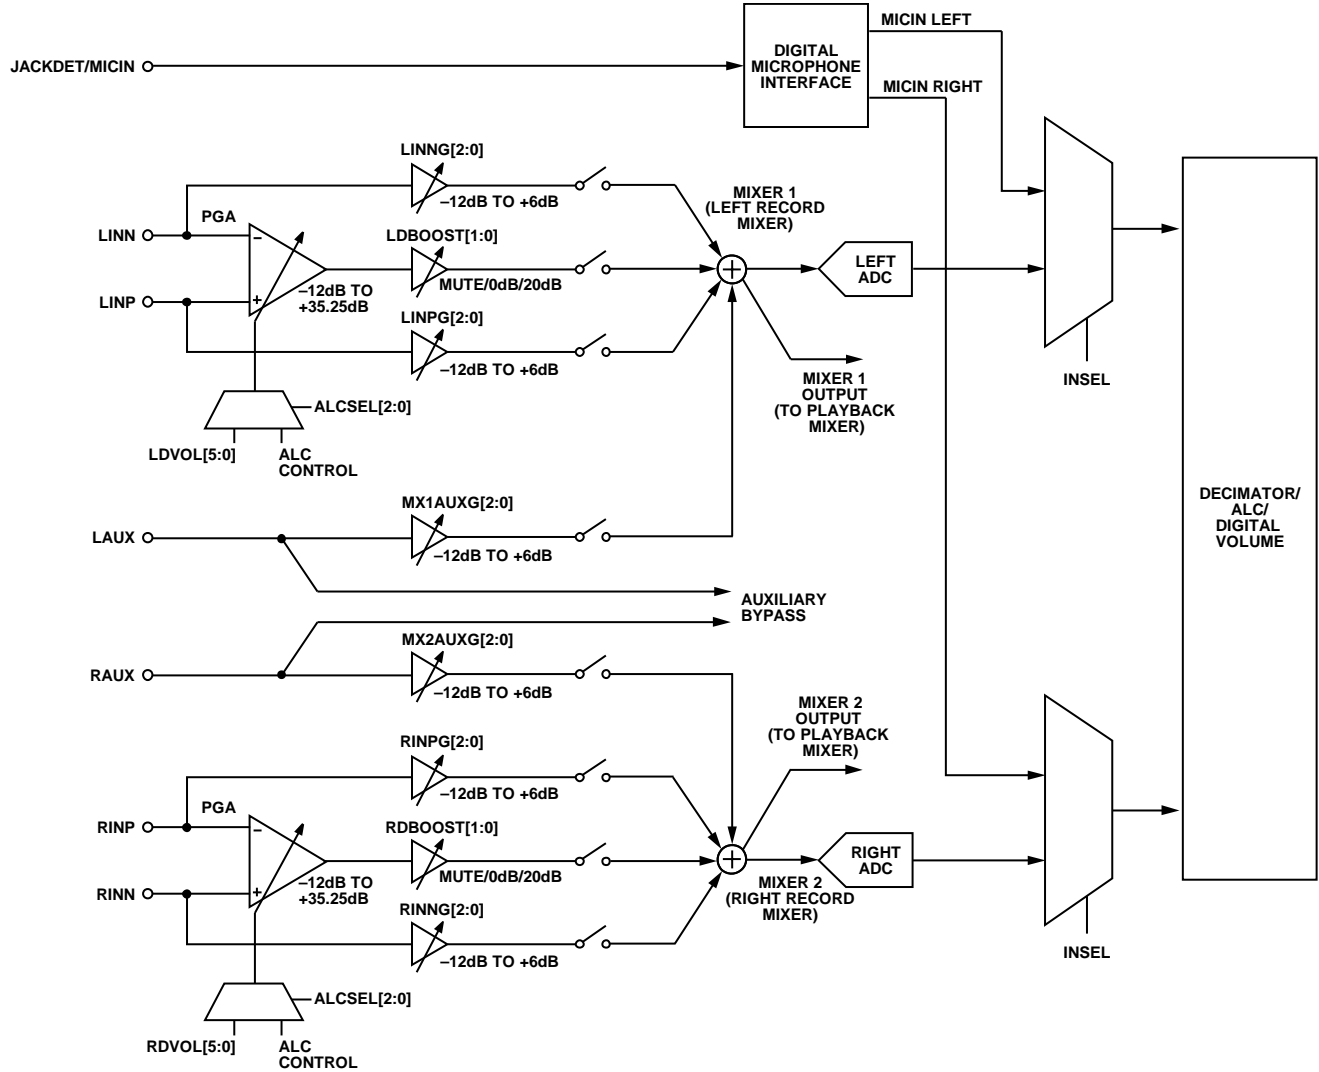 MICIN LEFT
JACKDET/MICIN
DIGITAL
MICROPHONE
INTERFACE
MICIN RIGHT
LINNG[2:0]
–12dB TO +6dB
MIXER 1
(LEFT RECORD
MIXER)
LINN
PGA
–
LDBOOST[1:0]
MUTE/0dB/20dB
LEFT
ADC
LINP
+
–12dB TO
+35.25dB
LINPG[2:0]
–12dB TO +6dB
MIXER 1
OUTPUT
(TO PLAYBACK
MIXER)
INSEL
ALCSEL[2:0]
LDVOL[5:0]
ALC
CONTROL
MX1AUXG[2:0]
LAUX
–12dB TO +6dB
DECIMATOR/
ALC/
DIGITAL
VOLUME
AUXILIARY
BYPASS
MX2AUXG[2:0]
RAUX
–12dB TO +6dB
MIXER 2
OUTPUT
(TO PLAYBACK
MIXER)
RINPG[2:0]
–12dB TO +6dB
RINP
PGA
–
RDBOOST[1:0]
MUTE/0dB/20dB
RIGHT
ADC
RINN
+
–12dB TO
+35.25dB
MIXER 2
(RIGHT RECORD
MIXER)
RINNG[2:0]
–12dB TO +6dB
INSEL
ALCSEL[2:0]
RDVOL[5:0]
ALC
CONTROL